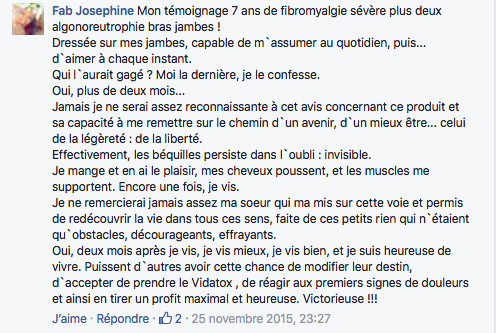 Fab Josephine Mon témoignage 7 ans de fibromyalgie sévère plus deux
algonoreutrophie bras jambes !
Dressée sur mes jambes, capable de m`assumer au quotidien, puis...
d`aimer à chaque instant.
Qui l`aurait gagé ? Moi la dernière, je le confesse.
Oui, plus de deux mois...
Jamais je ne serai assez reconnaissante à cet avis concernant ce produit et
sa capacité à me remettre sur le chemin d`un avenir, d`un mieux être... celui
de la légèreté : de la liberté.
Effectivement, les béquilles persiste dans l`oubli : invisible.
Je mange et en ai le plaisir, mes cheveux poussent, et les muscles me
supportent. Encore une fois, je vis.
Je ne remercierai jamais assez ma soeur qui ma mis sur cette voie et permis
de redécouvrir la vie dans tous ces sens, faite de ces petits rien qui n`étaient
qu`obstacles, décourageants, effrayants.
Oui, deux mois après je vis, je vis mieux, je vis bien, et je suis heureuse de
vivre. Puissent d`autres avoir cette chance de modifier leur destin,
d`accepter de prendre le Vidatox , de réagir aux premiers signes de douleurs
et ainsi en tirer un profit maximal et heureuse. Victorieuse !!!
J'aime · Répondre · 2 · 25 novembre 2015, 23:27